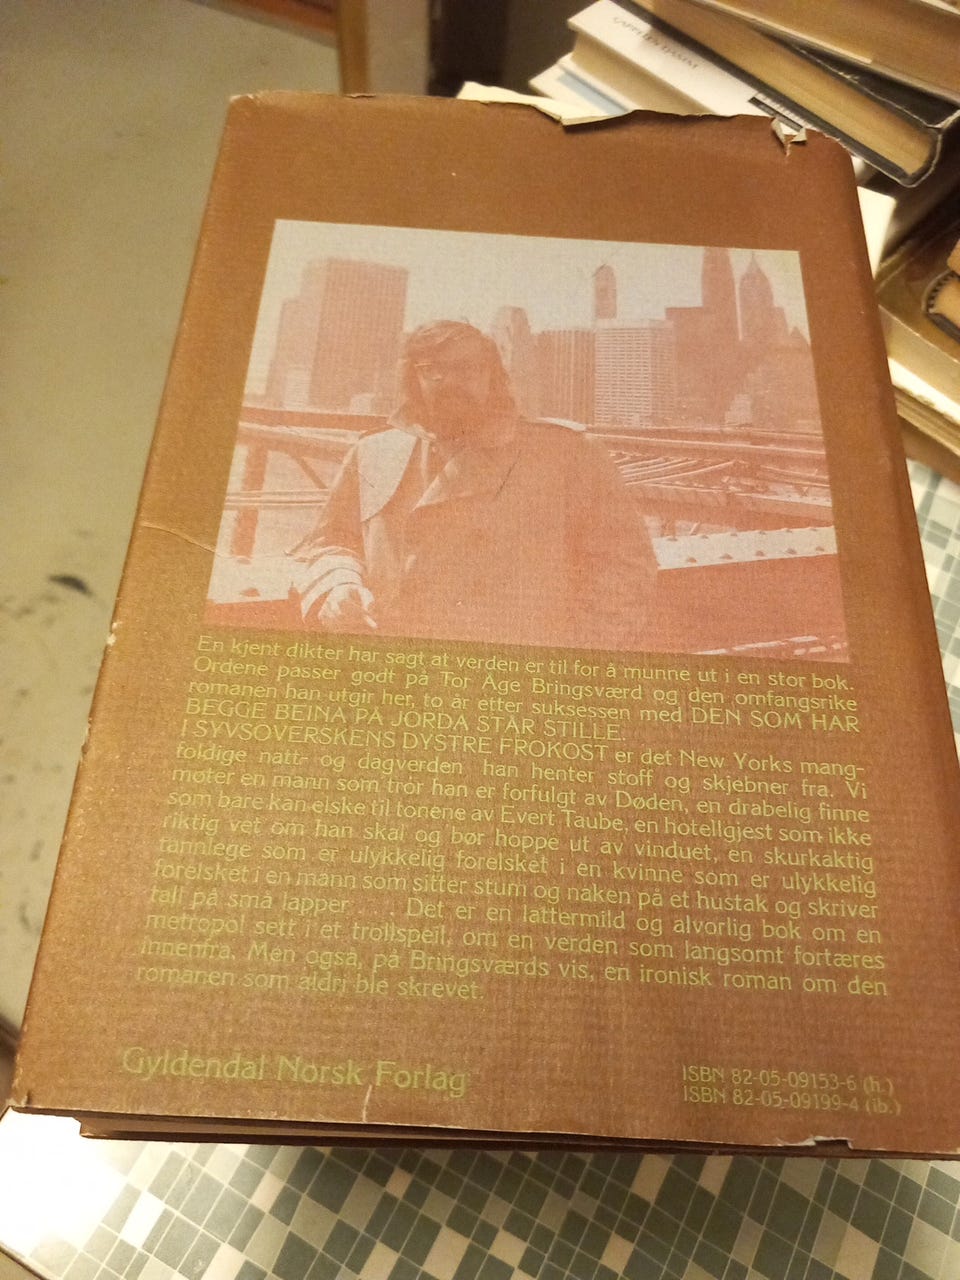 CAPPELEN DAMM
En kjent dikter har sagt at verden er til for å munne ut i en stor bok.
Ordene passer godt på Tor Åge Bringsværd og den omfangsrike
romanen han utgir her, to år etter suksessen med DEN SOM HAR
BEGGE BEINA PÅ JORDA STÅR STILLE.
I SYVSOVERSKENS DYSTRE FROKOST er det New Yorks mang-
foldige natt- og dagverden han henter stoff og skjebner fra. Vi
møter en mann som tror han er forfulgt av Døden, en drabelig finne
som bare kan elske til tonene av Evert Taube, en hotellgjest som ikke
riktig vet om han skal og bør hoppe ut av vinduet, en skurkaktig
tannlege som er ulykkelig forelsket i en kvinne som er ulykkelig
forelsket i en mann som sitter stum og naken på et hustak og skriver
tall på små lapper . . . . Det er en lattermild og alvorlig bok om en
metropol sett i et trollspeil, om en verden som langsomt fortæres
innenfra. Men også, på Bringsværds vis, en ironisk roman om den
romanen som aldri ble skrevet.
Gyldendal Norsk Forlag
ISBN 82-05-09153-6 (h.)
ISBN 82-05-09199-4 (ib.)